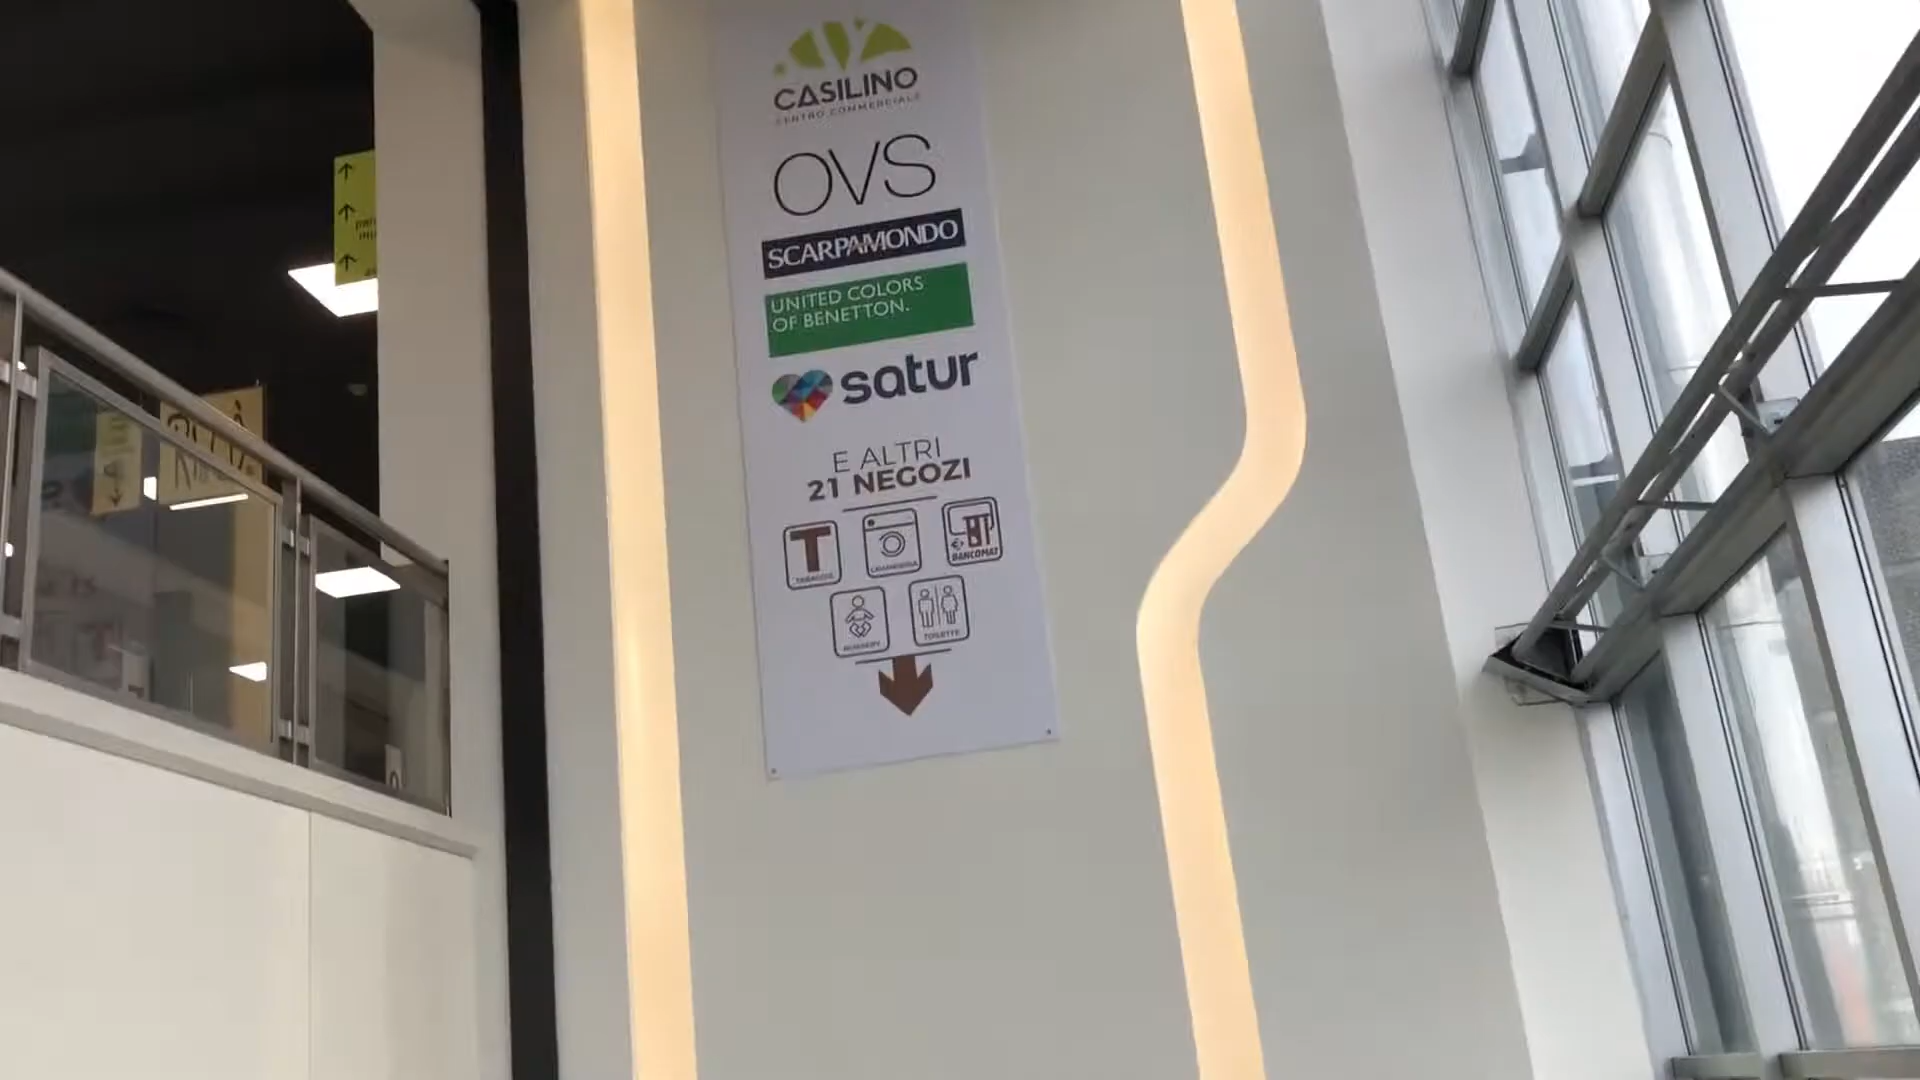 CASILINO
CENTRO COMMERCIALE
OVS
SCARPAMONDO
UNITED COLORS
OF BENETTON.
satur
E ALTRI
21 NEGOZI
T
TABACCHI
LAVANDERIA
BANCOMAT
NURSERY
TOILETTE